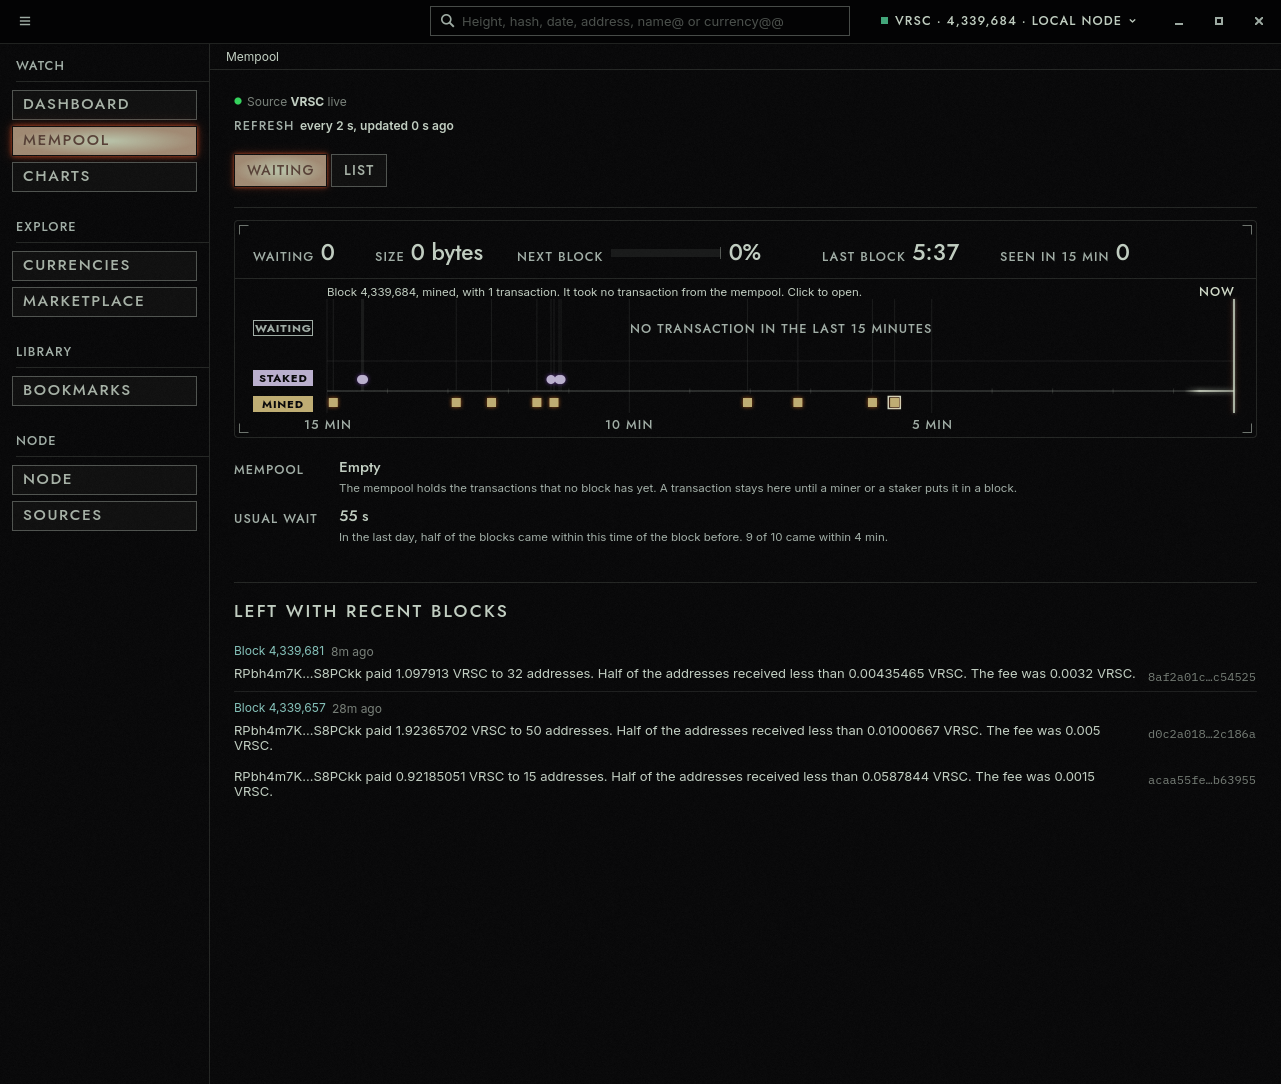 Height, hash, date, address, name@ or currency@@
VRSC · 4,339,684 · LOCAL NODE
WATCH
DASHBOARD
MEMPOOL
CHARTS
EXPLORE
CURRENCIES
MARKETPLACE
LIBRARY
BOOKMARKS
NODE
NODE
SOURCES
Mempool
Source VRSC live
REFRESH every 2 s, updated 0 s ago
WAITING LIST
WAITING 0 SIZE 0 bytes NEXT BLOCK 0% LAST BLOCK 5:37 SEEN IN 15 MIN 0
Block 4,339,684, mined, with 1 transaction. It took no transaction from the mempool. Click to open. NOW
WAITING NO TRANSACTION IN THE LAST 15 MINUTES
STAKED
MINED
15 MIN 10 MIN 5 MIN
MEMPOOL Empty
The mempool holds the transactions that no block has yet. A transaction stays here until a miner or a staker puts it in a block.
USUAL WAIT 55 s
In the last day, half of the blocks came within this time of the block before. 9 of 10 came within 4 min.
LEFT WITH RECENT BLOCKS
Block 4,339,681 8m ago
RPbh4m7K…S8PCkk paid 1.097913 VRSC to 32 addresses. Half of the addresses received less than 0.00435465 VRSC. The fee was 0.0032 VRSC. 8af2a01c…c54525
Block 4,339,657 28m ago
RPbh4m7K…S8PCkk paid 1.92365702 VRSC to 50 addresses. Half of the addresses received less than 0.01000667 VRSC. The fee was 0.005 d0c2a018…2c186a
VRSC.
RPbh4m7K…S8PCkk paid 0.92185051 VRSC to 15 addresses. Half of the addresses received less than 0.0587844 VRSC. The fee was 0.0015 acaa55fe…b63955
VRSC.